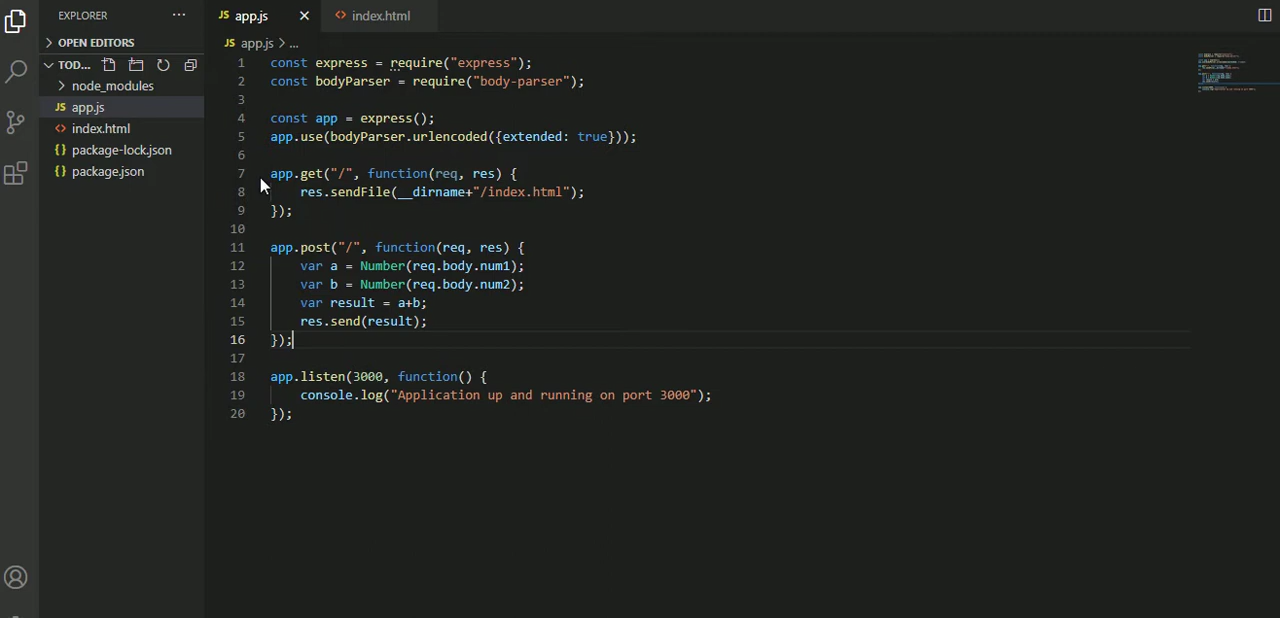 EXPLORER
OPEN EDITORS
TOD...
node_modules
JS app.js
<> index.html
{} package-lock.json
{} package.json
JS app.js
<> index.html
JS app.js > ...
1 const express = require("express");
2 const bodyParser = require("body-parser");
3
4 const app = express();
5 app.use(bodyParser.urlencoded({extended: true}));
6
7 app.get("/", function(req, res) {
8 res.sendFile(__dirname+"/index.html");
9 });
10
11 app.post("/", function(req, res) {
12 var a = Number(req.body.num1);
13 var b = Number(req.body.num2);
14 var result = a+b;
15 res.send(result);
16 });
17
18 app.listen(3000, function() {
19 console.log("Application up and running on port 3000");
20 });